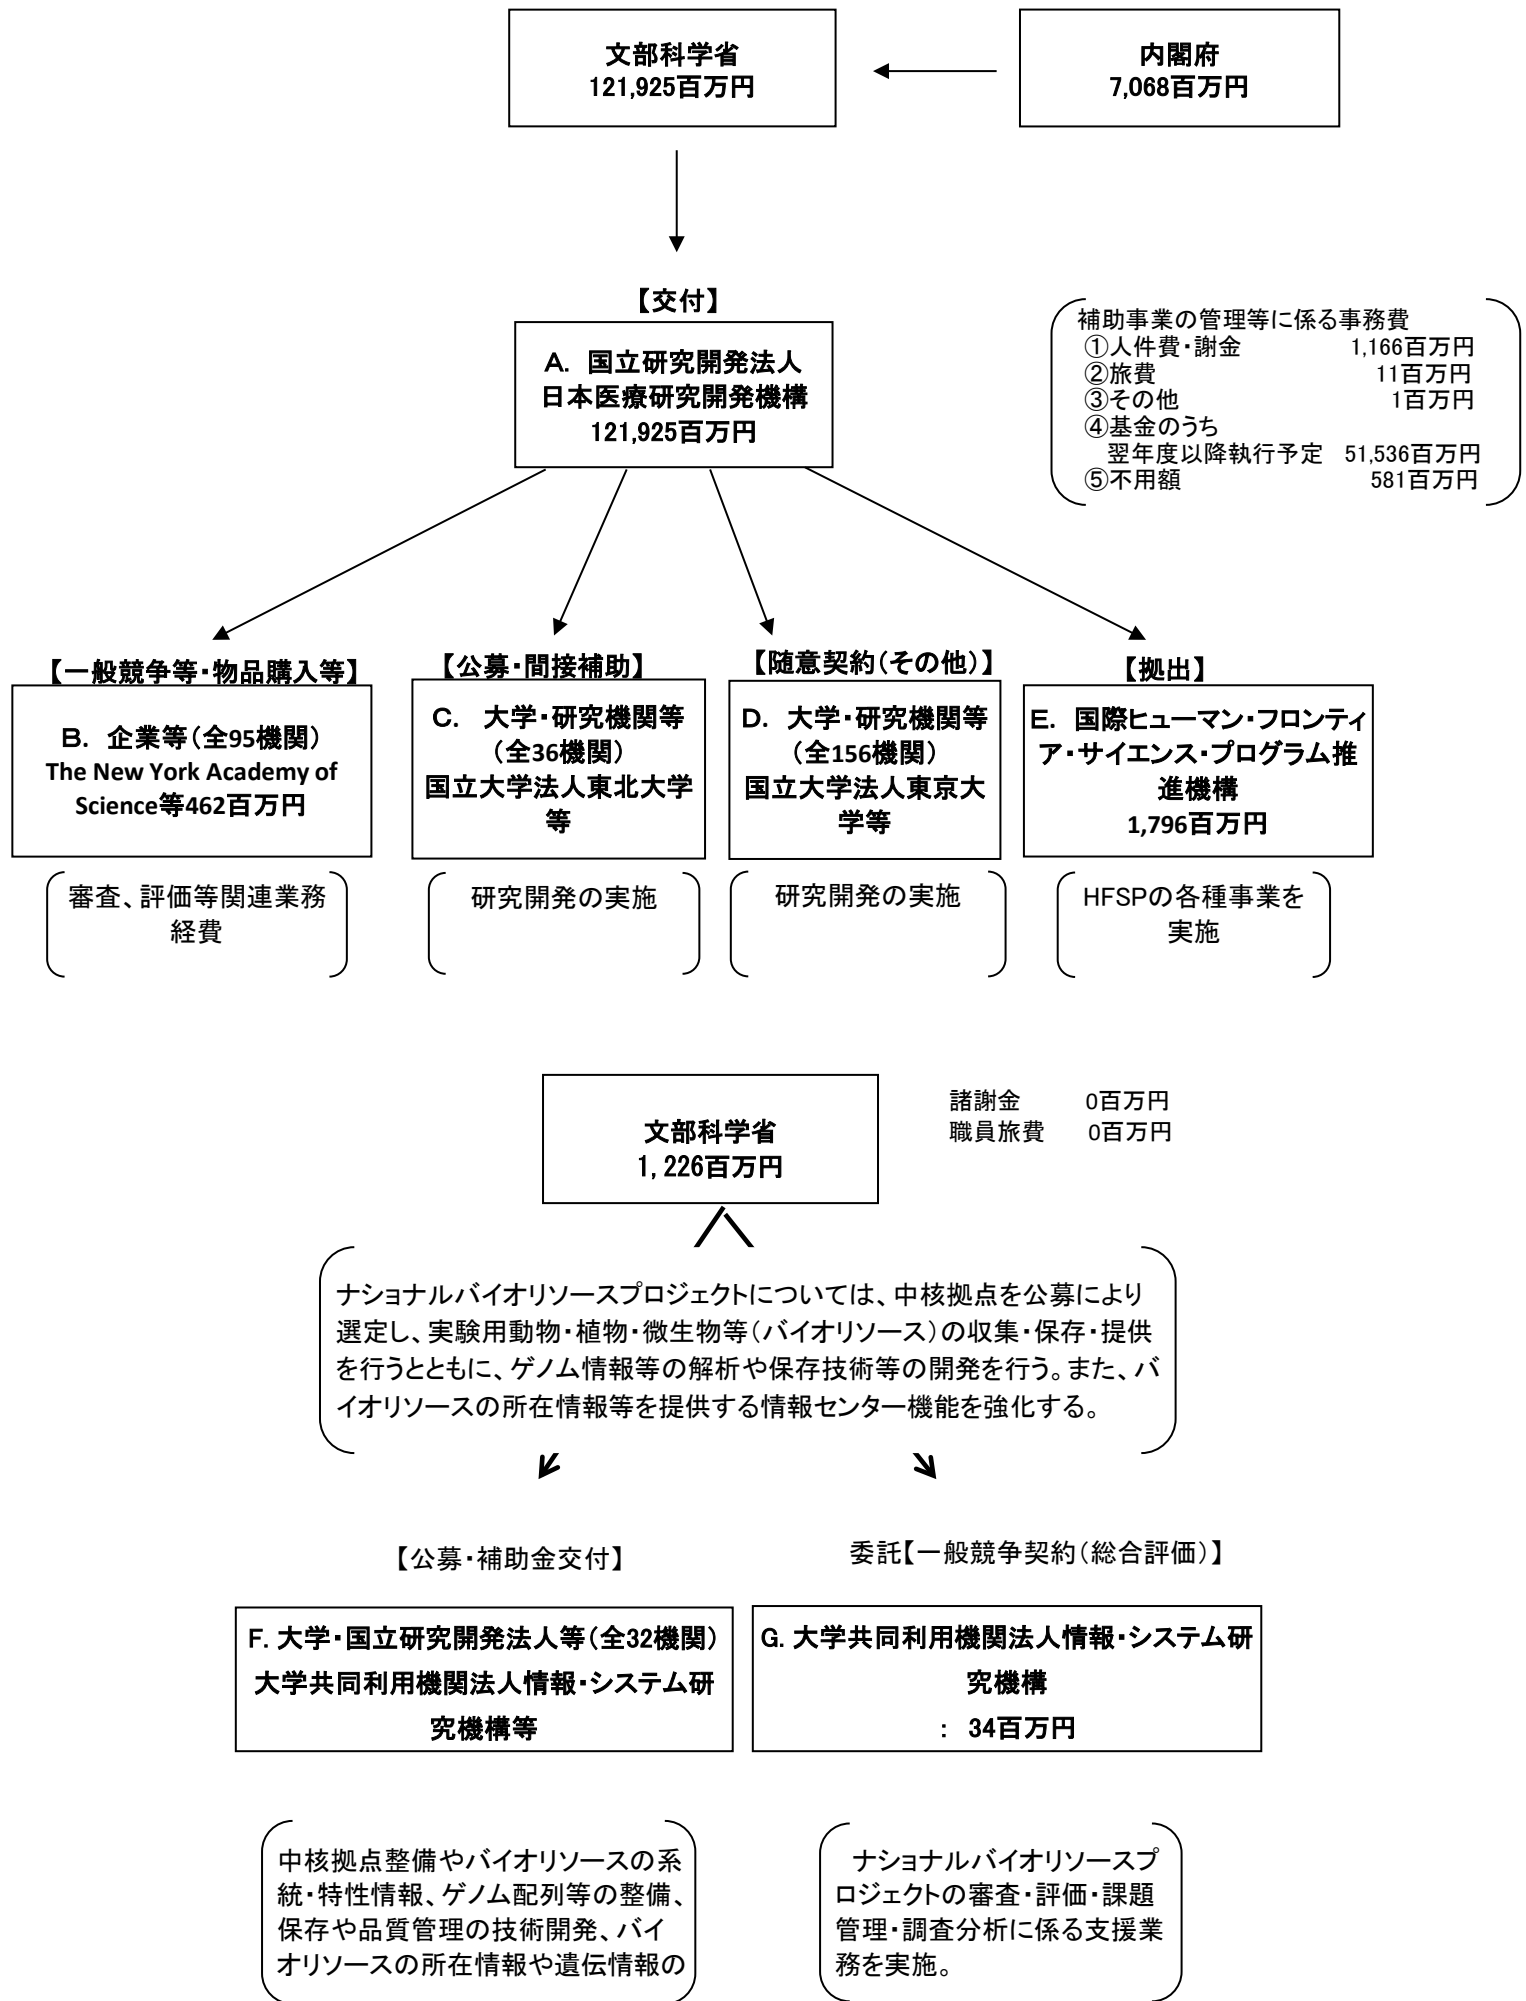 文部科学省
121,925百万円
内閣府
7,068百万円
【交付】
A. 国立研究開発法人
日本医療研究開発機構
121,925百万円
補助事業の管理等に係る事務費
①人件費・謝金 1,166百万円
②旅費 11百万円
③その他 1百万円
④基金のうち
翌年度以降執行予定 51,536百万円
⑤不用額 581百万円
【一般競争等・物品購入等】
B. 企業等（全95機関）
The New York Academy of
Science等462百万円
審査、評価等関連業務
経費
【公募・間接補助】
C. 大学・研究機関等
（全36機関）
国立大学法人東北大学
等
研究開発の実施
【随意契約（その他）】
D. 大学・研究機関等
（全156機関）
国立大学法人東京大
学等
研究開発の実施
【拠出】
E. 国際ヒューマン・フロンティ
ア・サイエンス・プログラム推
進機構
1,796百万円
HFSPの各種事業を
実施
文部科学省
1,226百万円
諸謝金 0百万円
職員旅費 0百万円
ナショナルバイオリソースプロジェクトについては、中核拠点を公募により
選定し、実験用動物・植物・微生物等（バイオリソース）の収集・保存・提供
を行うとともに、ゲノム情報等の解析や保存技術等の開発を行う。また、バ
イオリソースの所在情報等を提供する情報センター機能を強化する。
【公募・補助金交付】
F. 大学・国立研究開発法人等（全32機関）
大学共同利用機関法人情報・システム研
究機構等
中核拠点整備やバイオリソースの系
統・特性情報、ゲノム配列等の整備、
保存や品質管理の技術開発、バイ
オリソースの所在情報や遺伝情報の
委託【一般競争契約（総合評価）】
G. 大学共同利用機関法人情報・システム研
究機構
： 34百万円
ナショナルバイオリソースプ
ロジェクトの審査・評価・課題
管理・調査分析に係る支援業
務を実施。